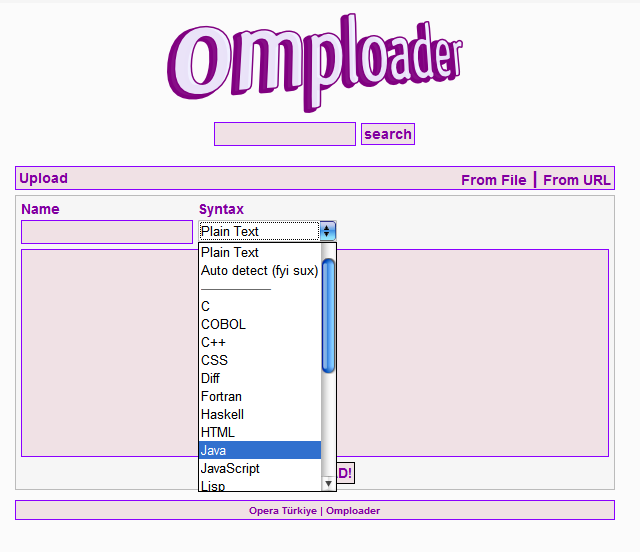 Omploader
search
Upload
From File | From URL
Name
Syntax
Plain Text
Plain Text
Auto detect (fyi sux)
C
COBOL
C++
CSS
Diff
Fortran
Haskell
HTML
Java
JavaScript
Lisp
D!
Opera Türkiye | Omploader